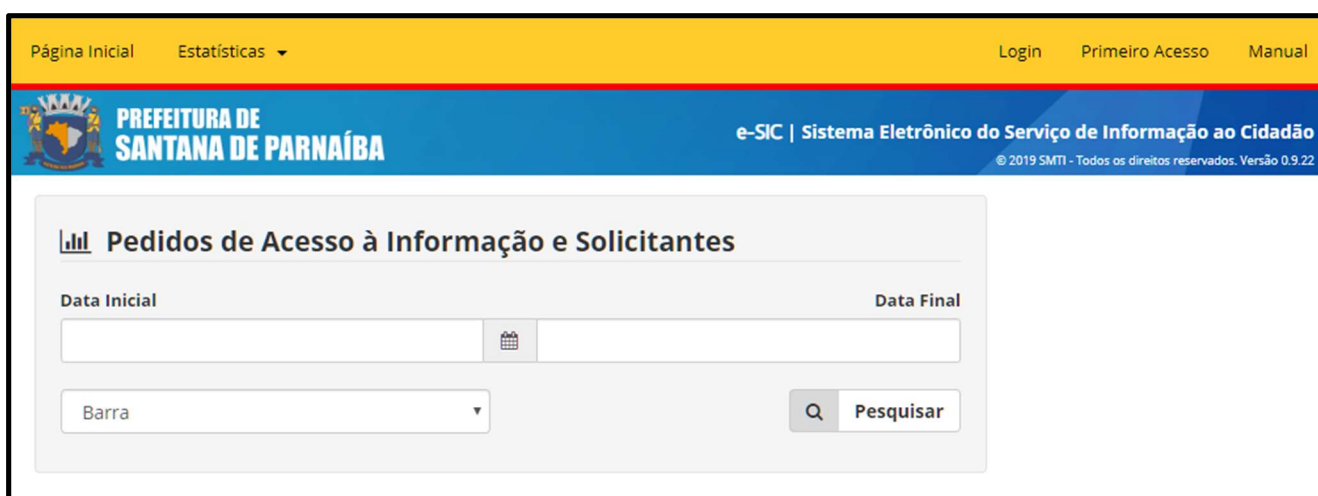 Página Inicial Estatísticas Login Primeiro Acesso Manual
PREFEITURA DE
SANTANA DE PARNAÍBA
e-SIC | Sistema Eletrônico do Serviço de Informação ao Cidadão
© 2019 SMTI - Todos os direitos reservados. Versão 0.9.22
Pedidos de Acesso à Informação e Solicitantes
Data Inicial Data Final
Barra Pesquisar